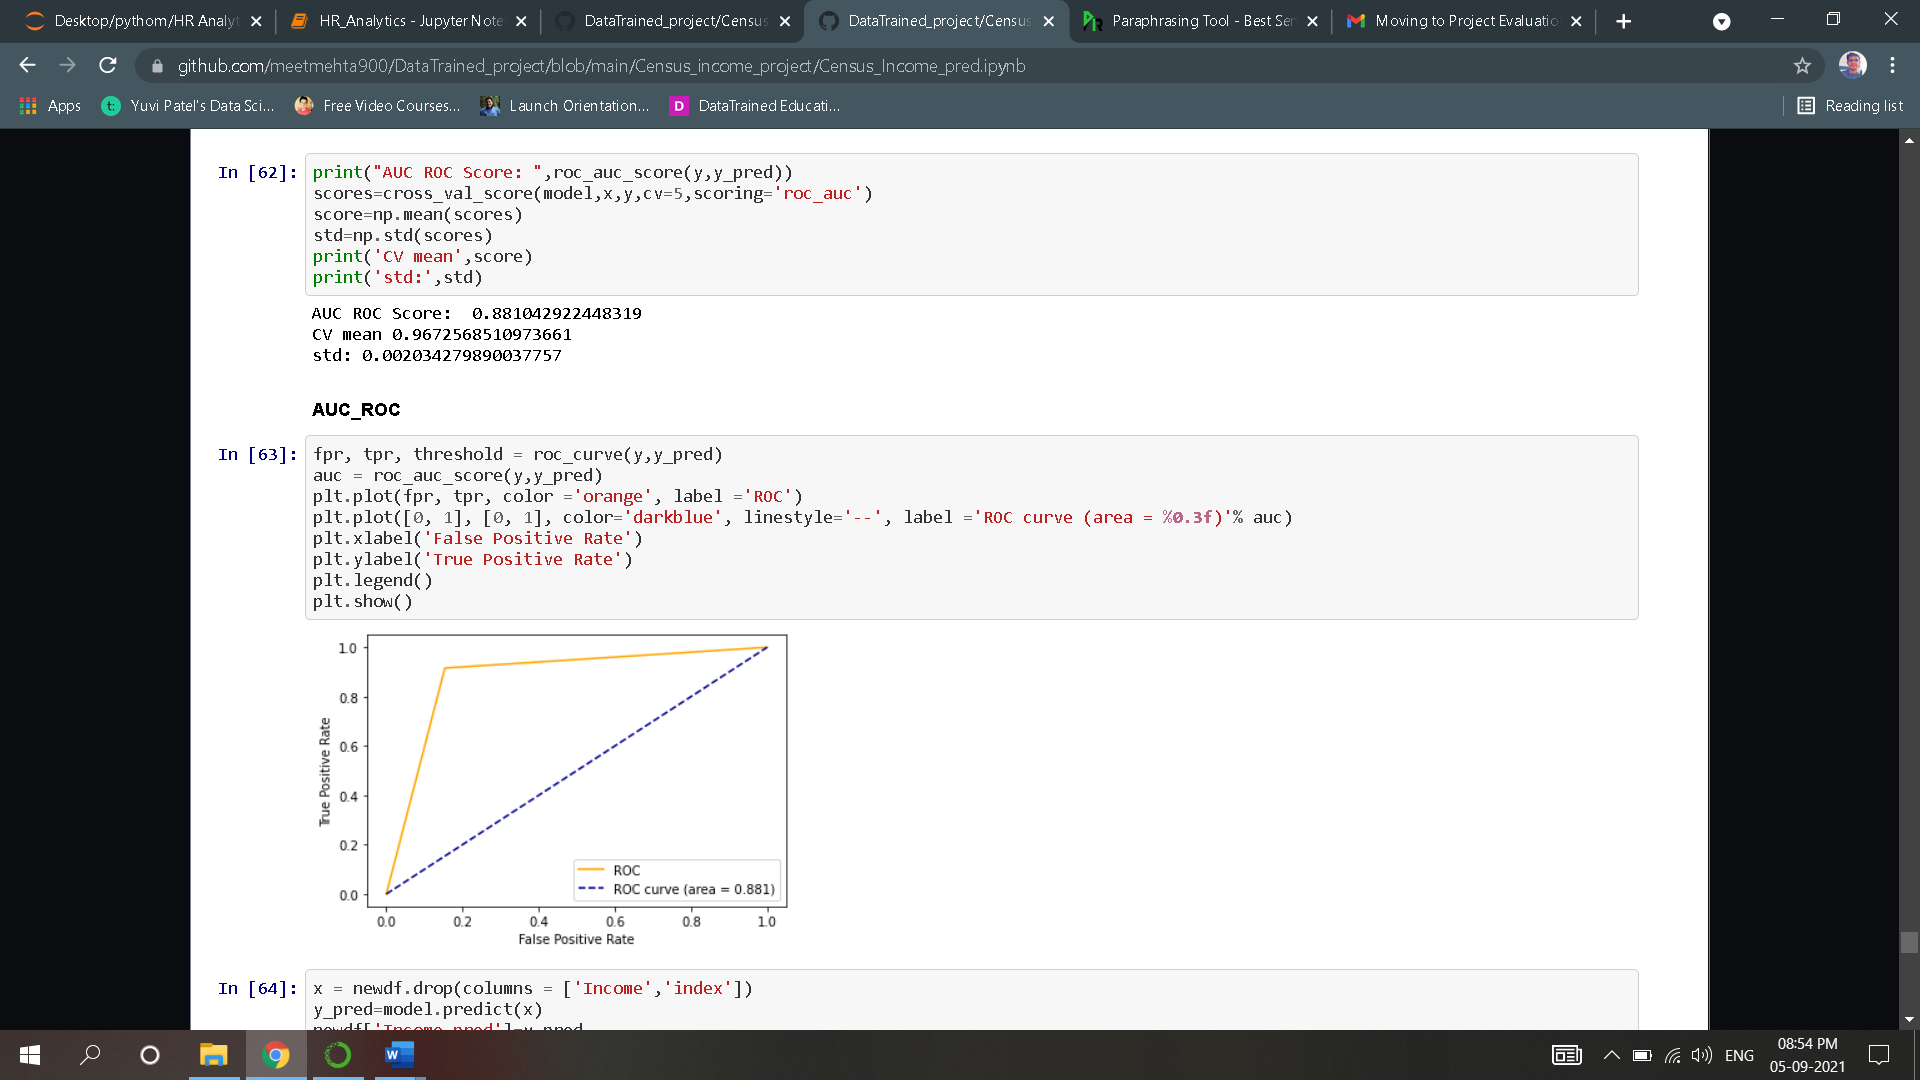 Desktop/pythom/HR Analyt
HR_Analytics - Jupyter Note
DataTrained_project/Census
DataTrained_project/Census
Paraphrasing Tool - Best Sen
Moving to Project Evaluatio
github.com/meetmehta900/DataTrained_project/blob/main/Census_income_project/Census_Income_pred.ipynb
Apps
Yuvi Patel's Data Sci...
Free Video Courses...
Launch Orientation...
D DataTrained Educati...
Reading list
In [62]: print("AUC ROC Score: ",roc_auc_score(y,y_pred))
scores=cross_val_score(model,x,y,cv=5,scoring='roc_auc')
score=np.mean(scores)
std=np.std(scores)
print('CV mean',score)
print('std:',std)
AUC ROC Score:  0.881042922448319
CV mean 0.9672568510973661
std: 0.002034279890037757
AUC_ROC
In [63]: fpr, tpr, threshold = roc_curve(y,y_pred)
auc = roc_auc_score(y,y_pred)
plt.plot(fpr, tpr, color ='orange', label ='ROC')
plt.plot([0, 1], [0, 1], color='darkblue', linestyle='--', label ='ROC curve (area = %0.3f)'% auc)
plt.xlabel('False Positive Rate')
plt.ylabel('True Positive Rate')
plt.legend()
plt.show()
1.0
0.8
0.6
0.4
0.2
0.0
True Positive Rate
ROC
ROC curve (area = 0.881)
0.0 0.2 0.4 0.6 0.8 1.0
False Positive Rate
In [64]: x = newdf.drop(columns = ['Income','index'])
y_pred=model.predict(x)
newdf['Income_pred']=y_pred
W
ENG
08:54 PM
05-09-2021